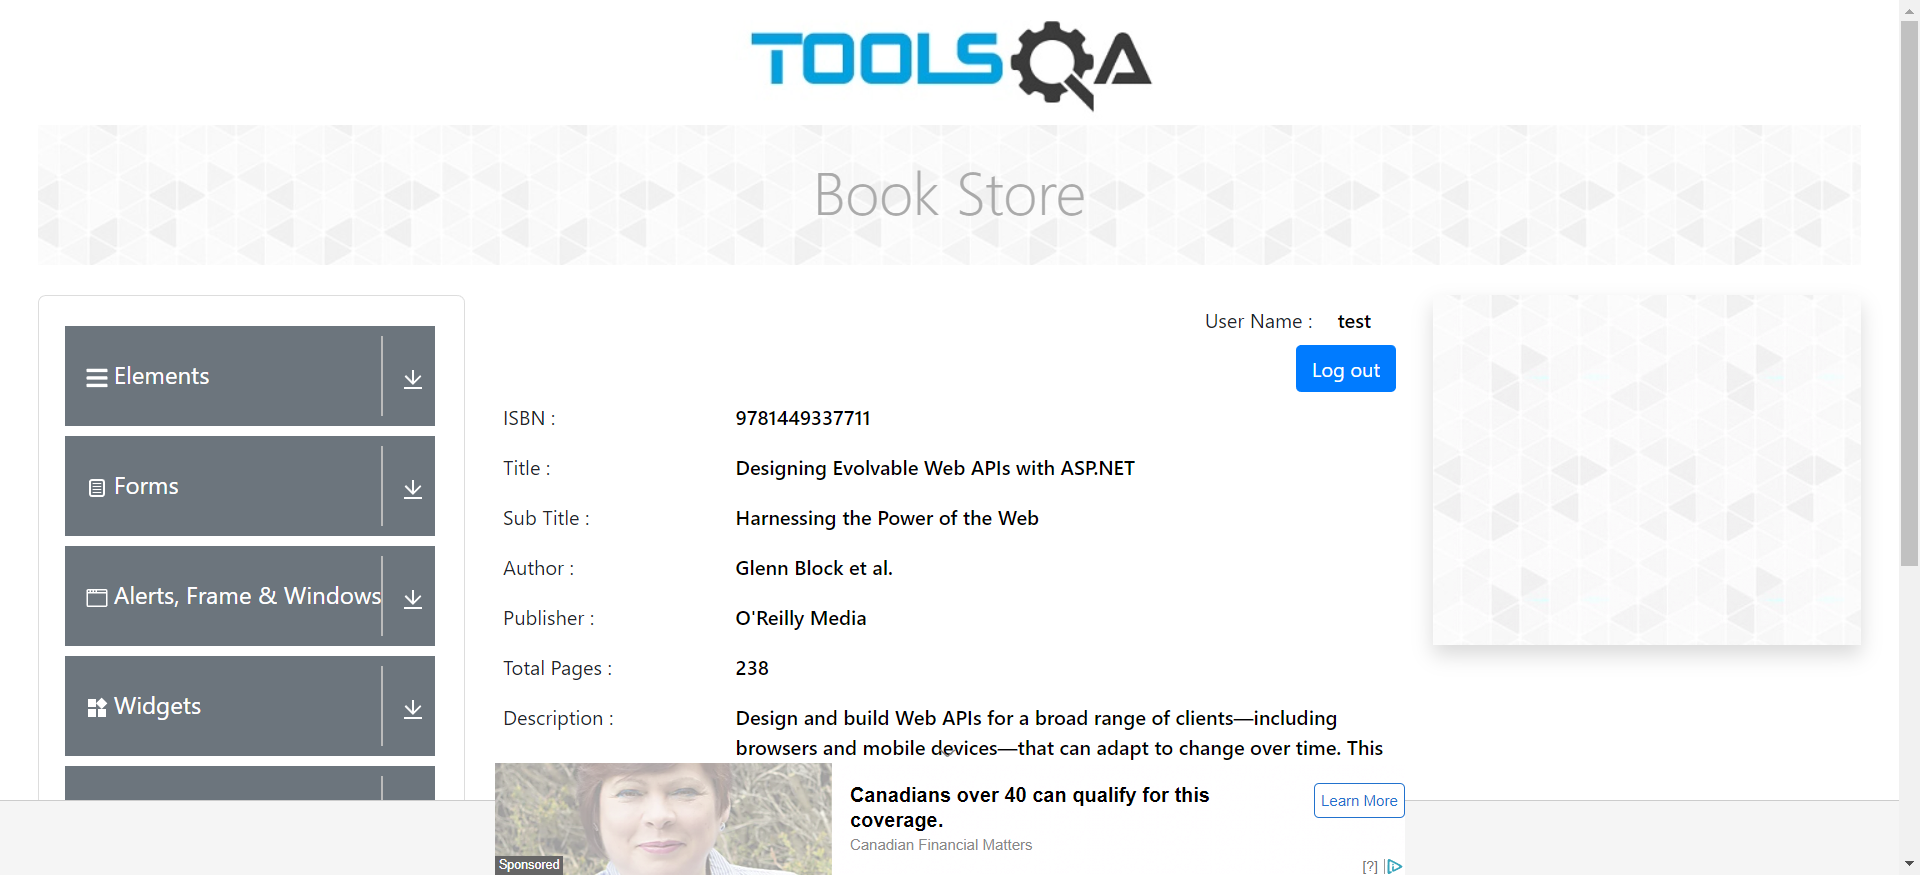 TOOLSQA
Book Store
Elements
Forms
Alerts, Frame & Windows
Widgets
User Name : test
Log out
ISBN : 9781449337711
Title : Designing Evolvable Web APIs with ASP.NET
Sub Title : Harnessing the Power of the Web
Author : Glenn Block et al.
Publisher : O'Reilly Media
Total Pages : 238
Description : Design and build Web APIs for a broad range of clients—including
browsers and mobile devices—that can adapt to change over time. This
Canadians over 40 can qualify for this
coverage.
Canadian Financial Matters
Learn More
Sponsored
[?]